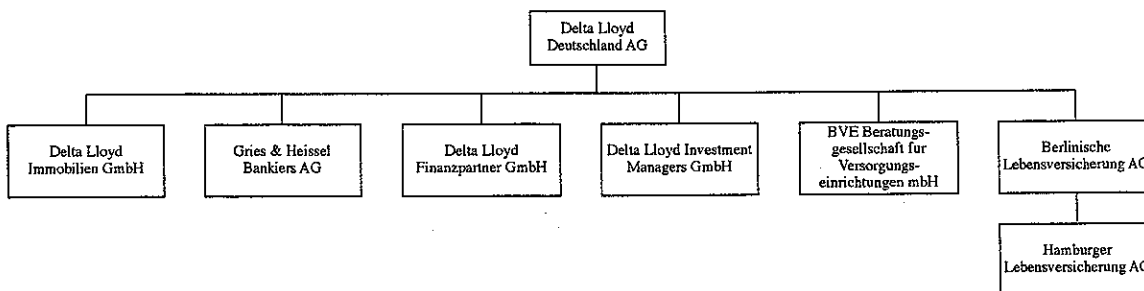 Delta Lloyd
Deutschland AG
Delta Lloyd
Immobilien GmbH
Gries & Heissel
Bankiers AG
Delta Lloyd
Finanzpartner GmbH
Delta Lloyd Investment
Managers GmbH
BVE Beratungs-
gesellschaft fur
Versorgungs-
einrichtungen mbH
Berlinische
Lebensversicherung AG
Hamburger
Lebensversicherung AG